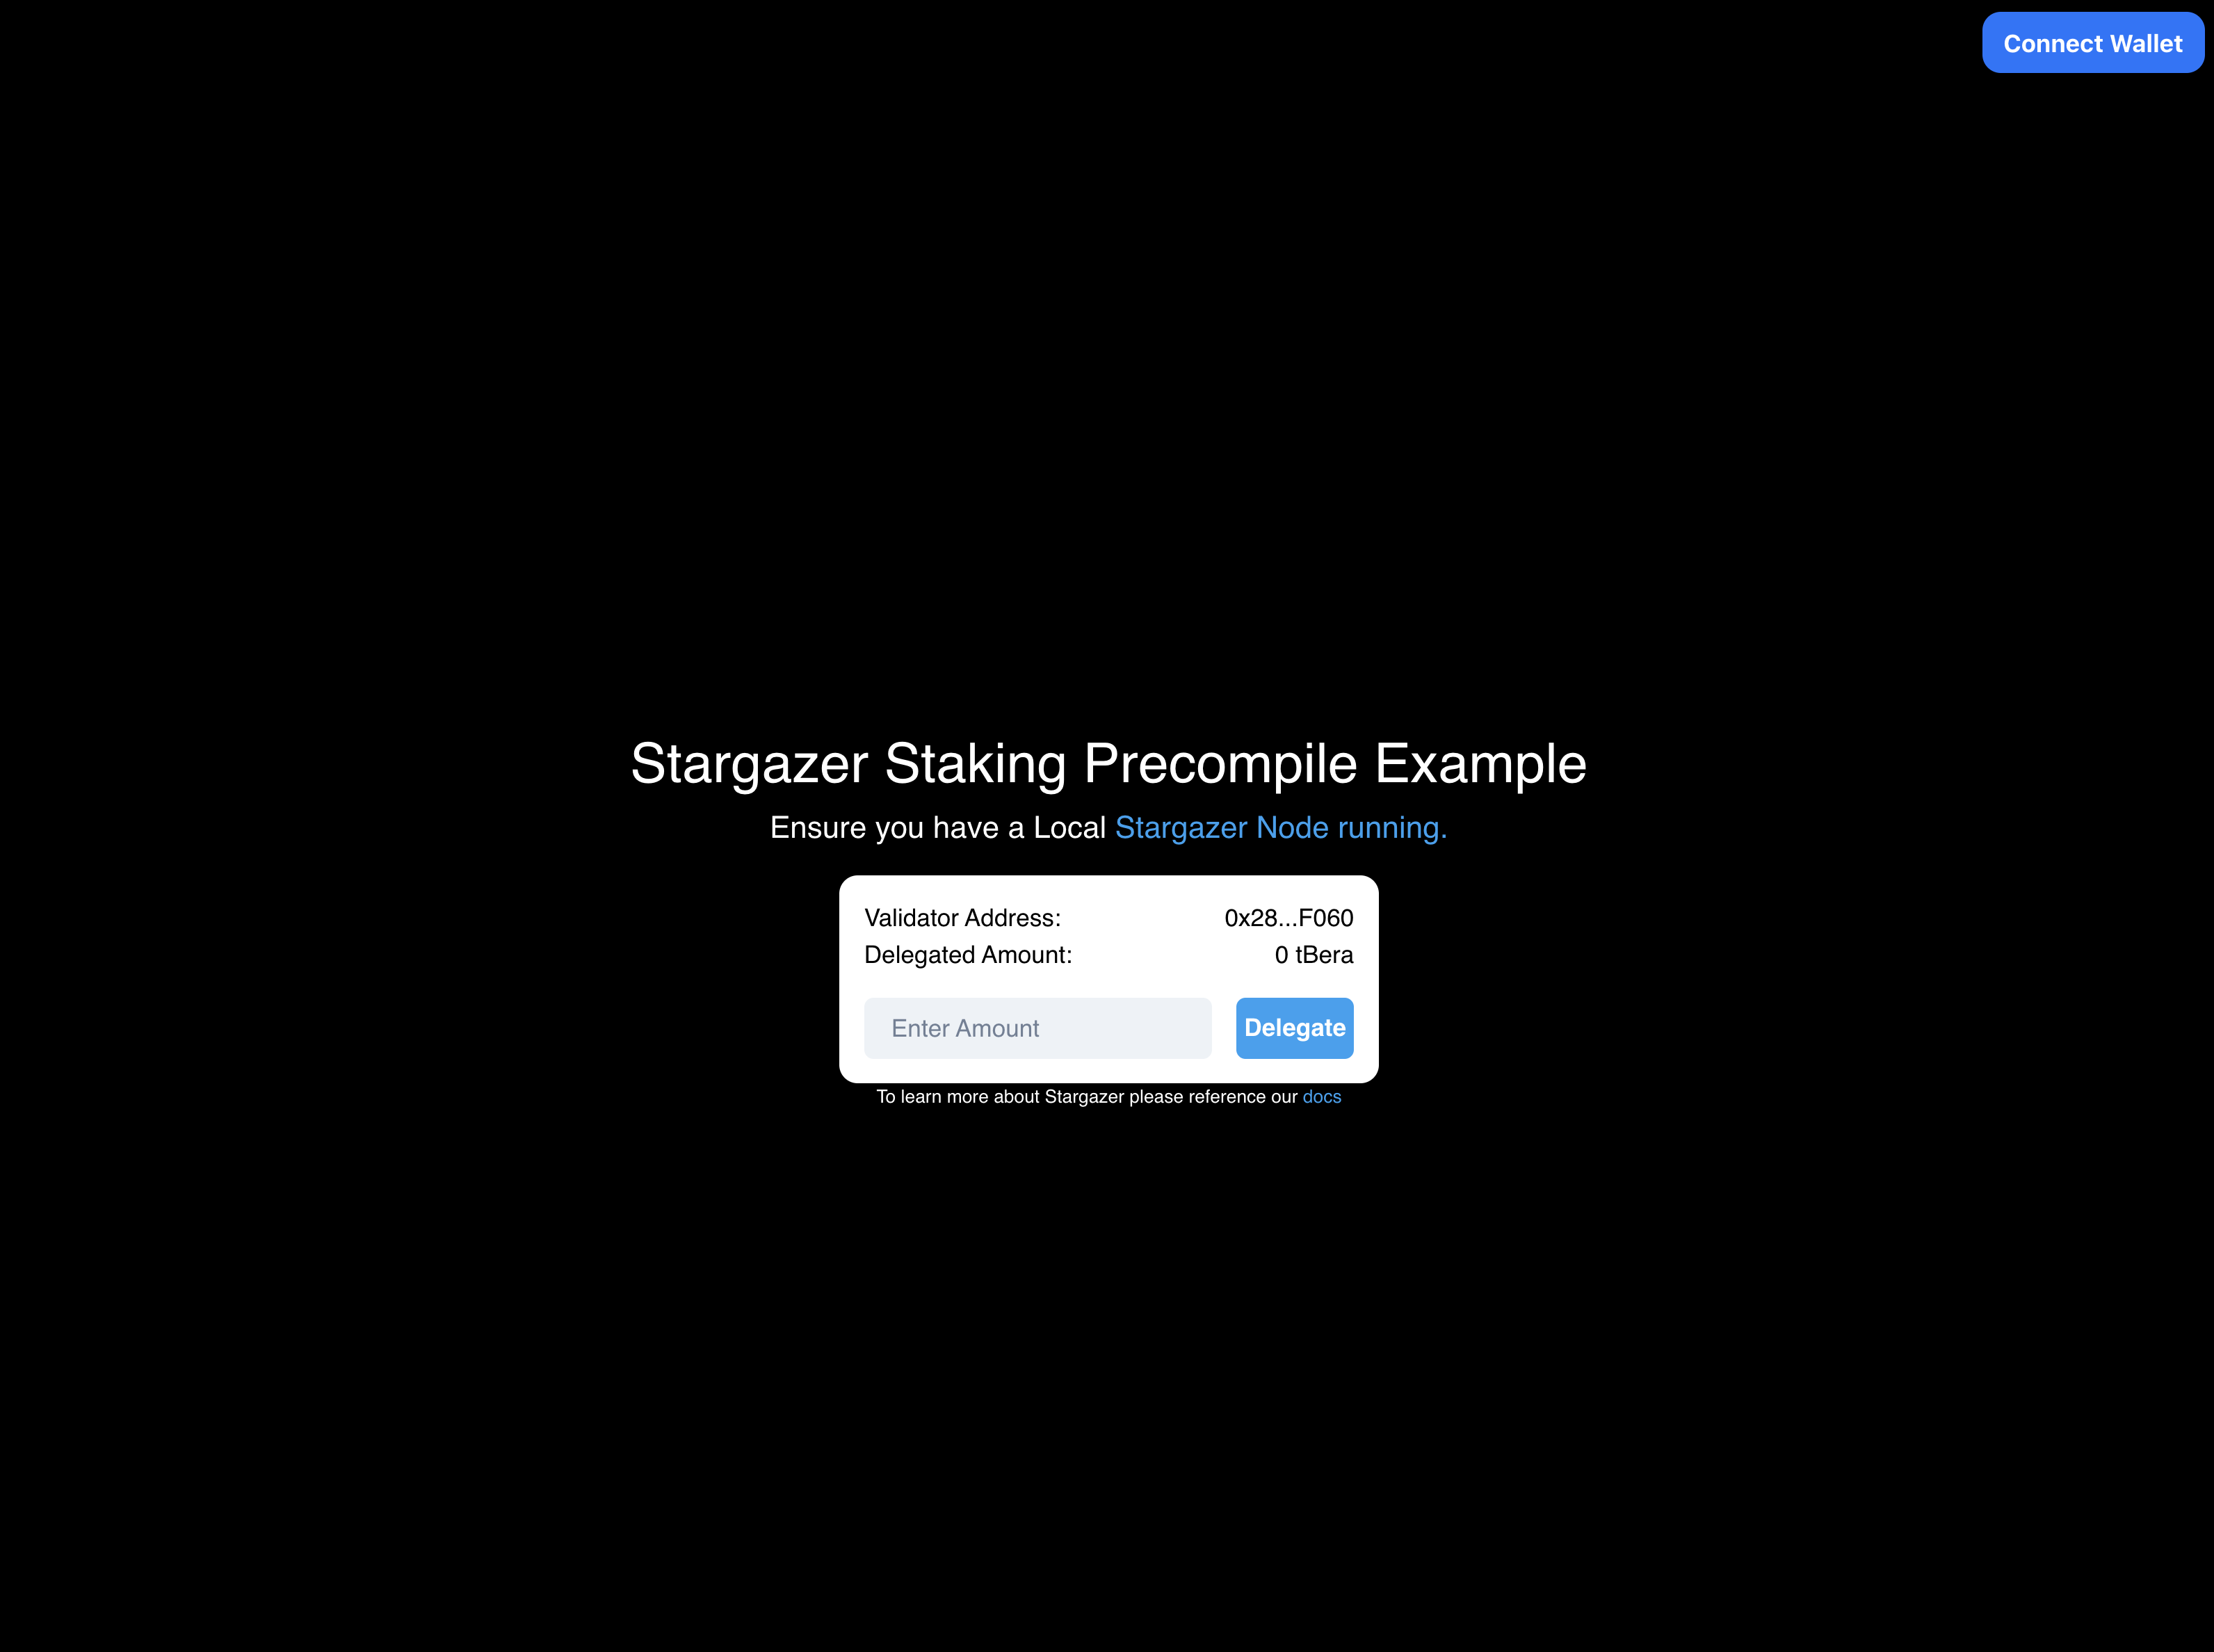 Connect Wallet
Stargazer Staking Precompile Example
Ensure you have a Local Stargazer Node running.
Validator Address: 0x28...F060
Delegated Amount: 0 tBera
Enter Amount Delegate
To learn more about Stargazer please reference our docs